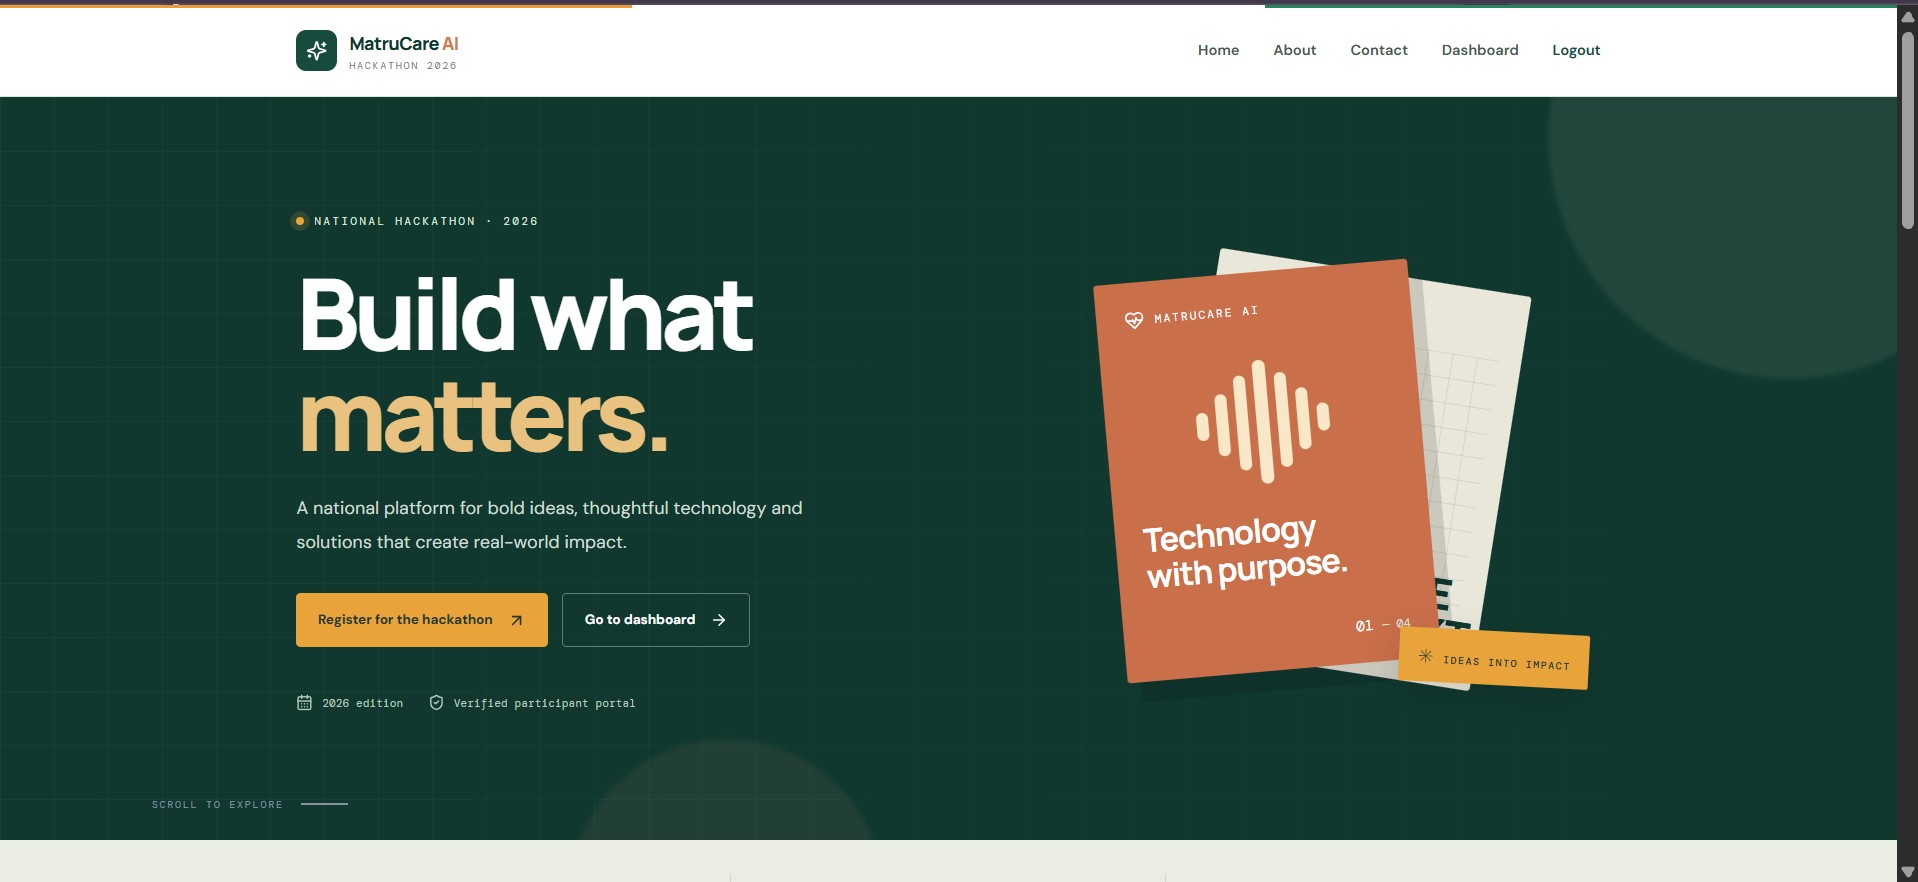 MatruCare AI
HACKATHON 2026
Home
About
Contact
Dashboard
Logout
NATIONAL HACKATHON · 2026
Build what
matters.
A national platform for bold ideas, thoughtful technology and
solutions that create real-world impact.
Register for the hackathon
Go to dashboard
2026 edition
Verified participant portal
SCROLL TO EXPLORE
MATRUCARE AI
Technology
with purpose.
01 — 04
IDEAS INTO IMPACT